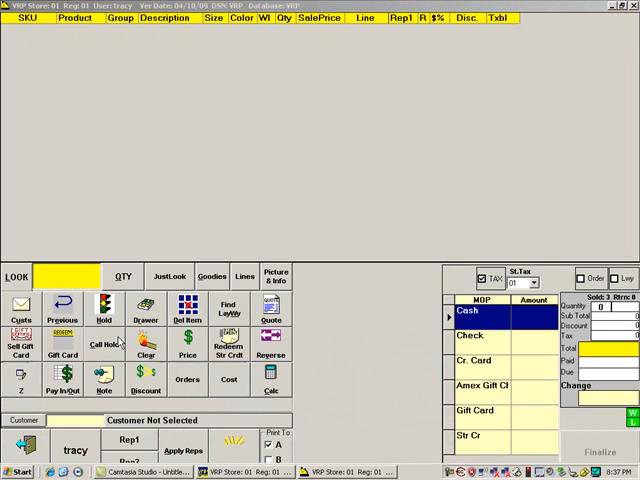 VRP Store: 01 Reg: 01 User: tracy Ver Date: 04/10/09 DSN: VRP Database: VRP
SKU Product Group Description Size Color WI Qty SalePrice Line Rep1 R $% Disc. Txbl
LOOK QTY JustLook Goodies Lines Picture & Info
TAX St.Tax 01 Order Lwy
Custs Previous Hold Drawer Del Item Find LayWy Quote
Sell Gift Card Gift Card Call Hold Clear Price Redeem Str Crdt Reverse
Z Pay In/Out Note Discount Orders Cost Calc
MOP Amount
Cash
Check
Cr. Card
Amex Gift Cl
Gift Card
Str Cr
Sold: 3 Rtrn: 0
Quantity 0
Sub Total
Discount
Tax
Total
Paid
Due
Change
W
L
Customer Customer Not Selected
tracy Rep1 Apply Reps Print To
A
Rep2 B
Finalize
Start Camtasia Studio - Untitle... VRP Store: 01 Reg: 01 ... VRP Store: 01 Reg: 01 ... 8:37 PM